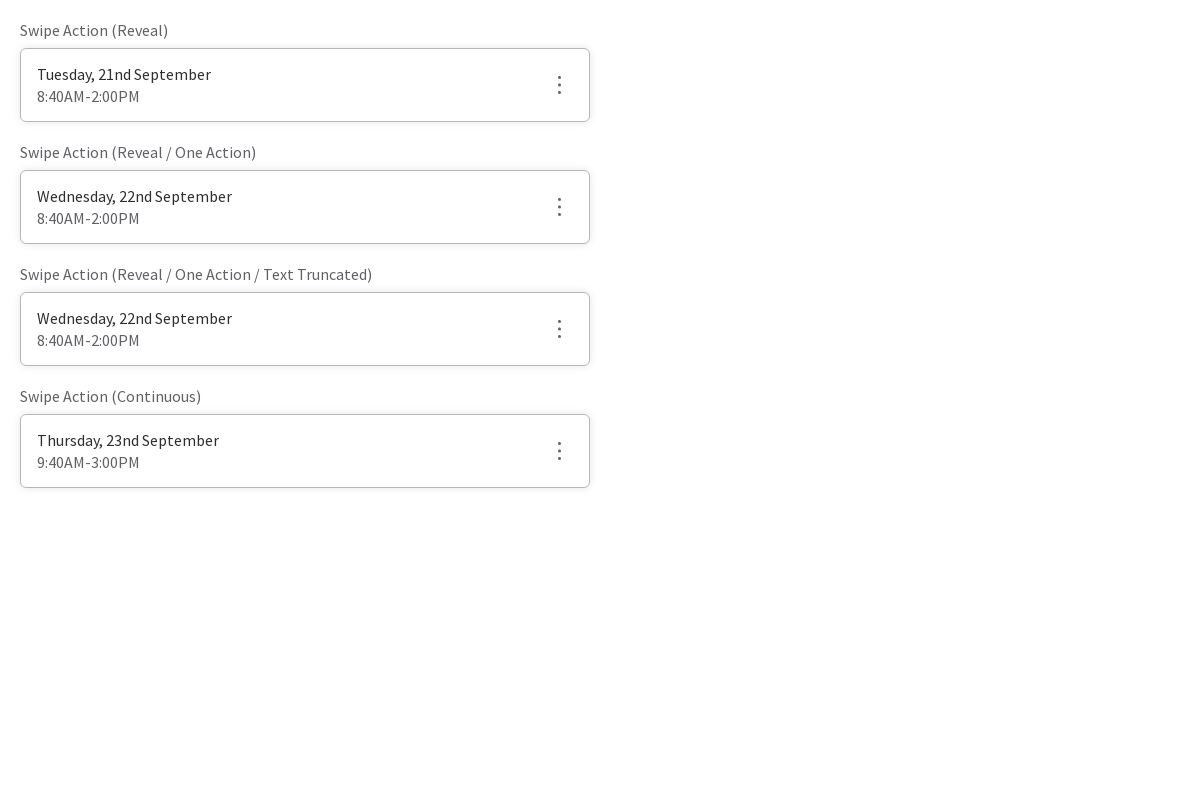 Swipe Action (Reveal)
Tuesday, 21nd September
8:40AM-2:00PM
Swipe Action (Reveal / One Action)
Wednesday, 22nd September
8:40AM-2:00PM
Swipe Action (Reveal / One Action / Text Truncated)
Wednesday, 22nd September
8:40AM-2:00PM
Swipe Action (Continuous)
Thursday, 23nd September
9:40AM-3:00PM